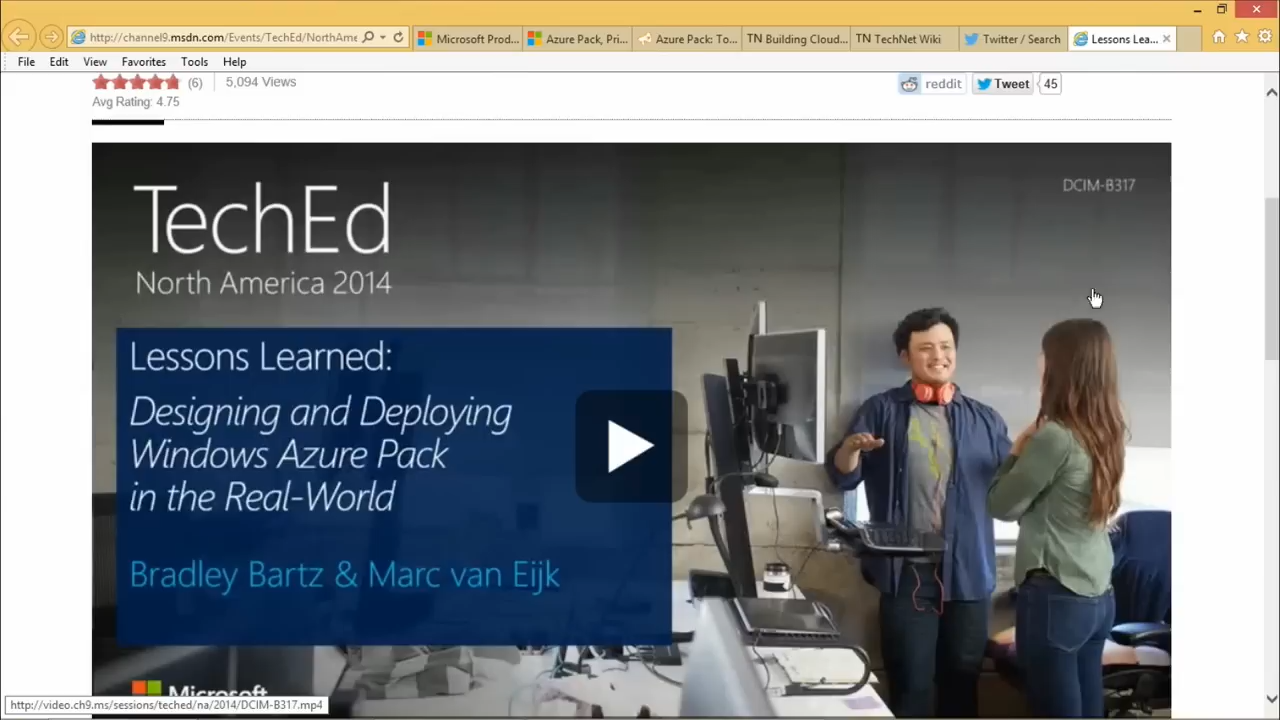 http://channel9.msdn.com/Events/TechEd/NorthAme
Microsoft Prod...
Azure Pack, Pri...
Azure Pack: To...
TN Building Cloud...
TN TechNet Wiki
Twitter / Search
Lessons Lea...
File Edit View Favorites Tools Help
(6) 5,094 Views
reddit Tweet 45
Avg Rating: 4.75
TechEd
North America 2014
DCIM-B317
Lessons Learned:
Designing and Deploying
Windows Azure Pack
in the Real-World
Bradley Bartz & Marc van Eijk
Microsoft
http://video.ch9.ms/sessions/teched/na/2014/DCIM-B317.mp4